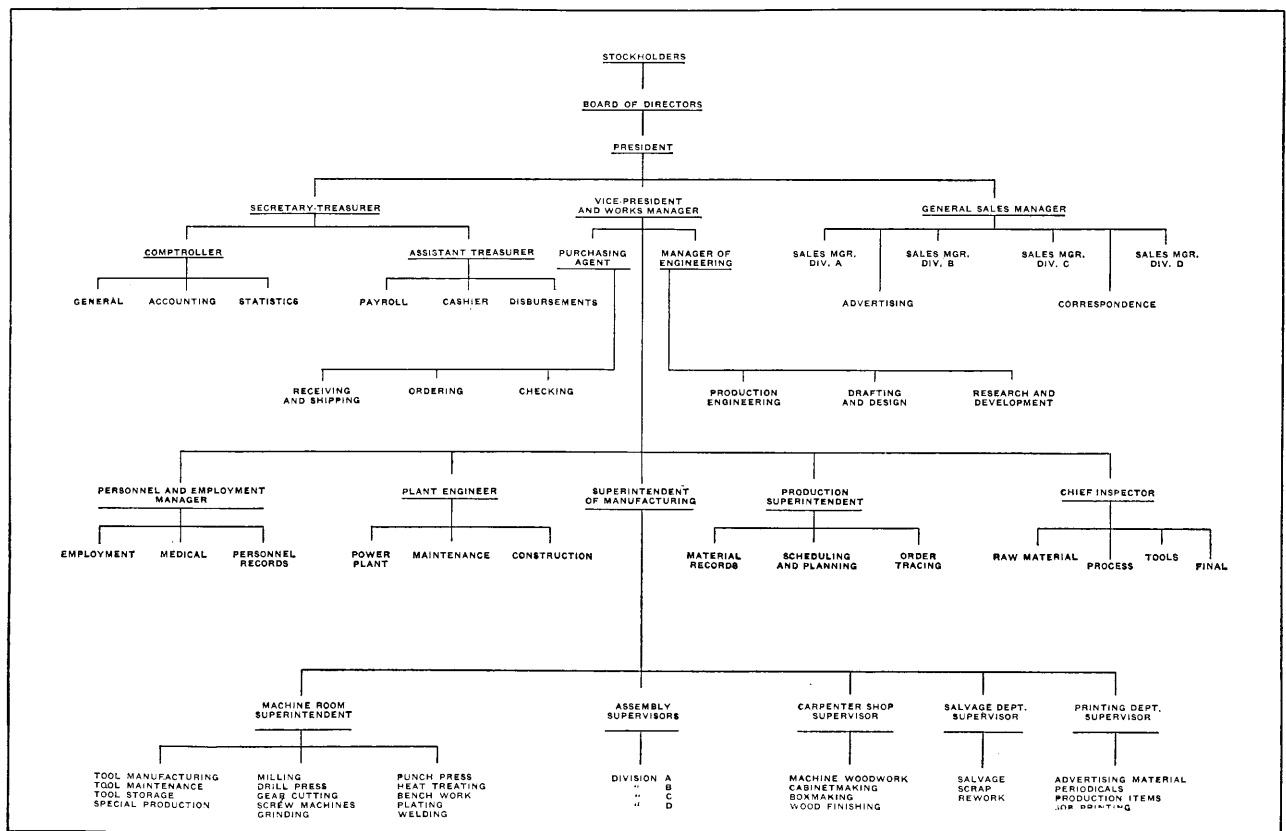 STOCKHOLDERS
BOARD OF DIRECTORS
PRESIDENT
SECRETARY-TREASURER
VICE-PRESIDENT
AND WORKS MANAGER
GENERAL SALES MANAGER
COMPTROLLER
ASSISTANT TREASURER
PURCHASING
AGENT
MANAGER OF
ENGINEERING
SALES MGR.
DIV. A
SALES MGR.
DIV. B
SALES MGR.
DIV. C
SALES MGR.
DIV. D
GENERAL
ACCOUNTING
STATISTICS
PAYROLL
CASHIER
DISBURSEMENTS
ADVERTISING
CORRESPONDENCE
RECEIVING
AND SHIPPING
ORDERING
CHECKING
PRODUCTION
ENGINEERING
DRAFTING
AND DESIGN
RESEARCH AND
DEVELOPMENT
PERSONNEL AND EMPLOYMENT
MANAGER
PLANT ENGINEER
SUPERINTENDENT
OF MANUFACTURING
PRODUCTION
SUPERINTENDENT
CHIEF INSPECTOR
EMPLOYMENT
MEDICAL
PERSONNEL
RECORDS
POWER
PLANT
MAINTENANCE
CONSTRUCTION
MATERIAL
RECORDS
SCHEDULING
AND PLANNING
ORDER
TRACING
RAW MATERIAL
PROCESS
TOOLS
FINAL
MACHINE ROOM
SUPERINTENDENT
ASSEMBLY
SUPERVISORS
CARPENTER SHOP
SUPERVISOR
SALVAGE DEPT.
SUPERVISOR
PRINTING DEPT.
SUPERVISOR
TOOL MANUFACTURING
TOOL MAINTENANCE
TOOL STORAGE
SPECIAL PRODUCTION
MILLING
DRILL PRESS
GEAR CUTTING
SCREW MACHINES
GRINDING
PUNCH PRESS
HEAT TREATING
BENCH WORK
PLATING
WELDING
DIVISION A
" B
" C
" D
MACHINE WOODWORK
CABINETMAKING
BOXMAKING
WOOD FINISHING
SALVAGE
SCRAP
REWORK
ADVERTISING MATERIAL
PERIODICALS
PRODUCTION ITEMS
JOB PRINTING